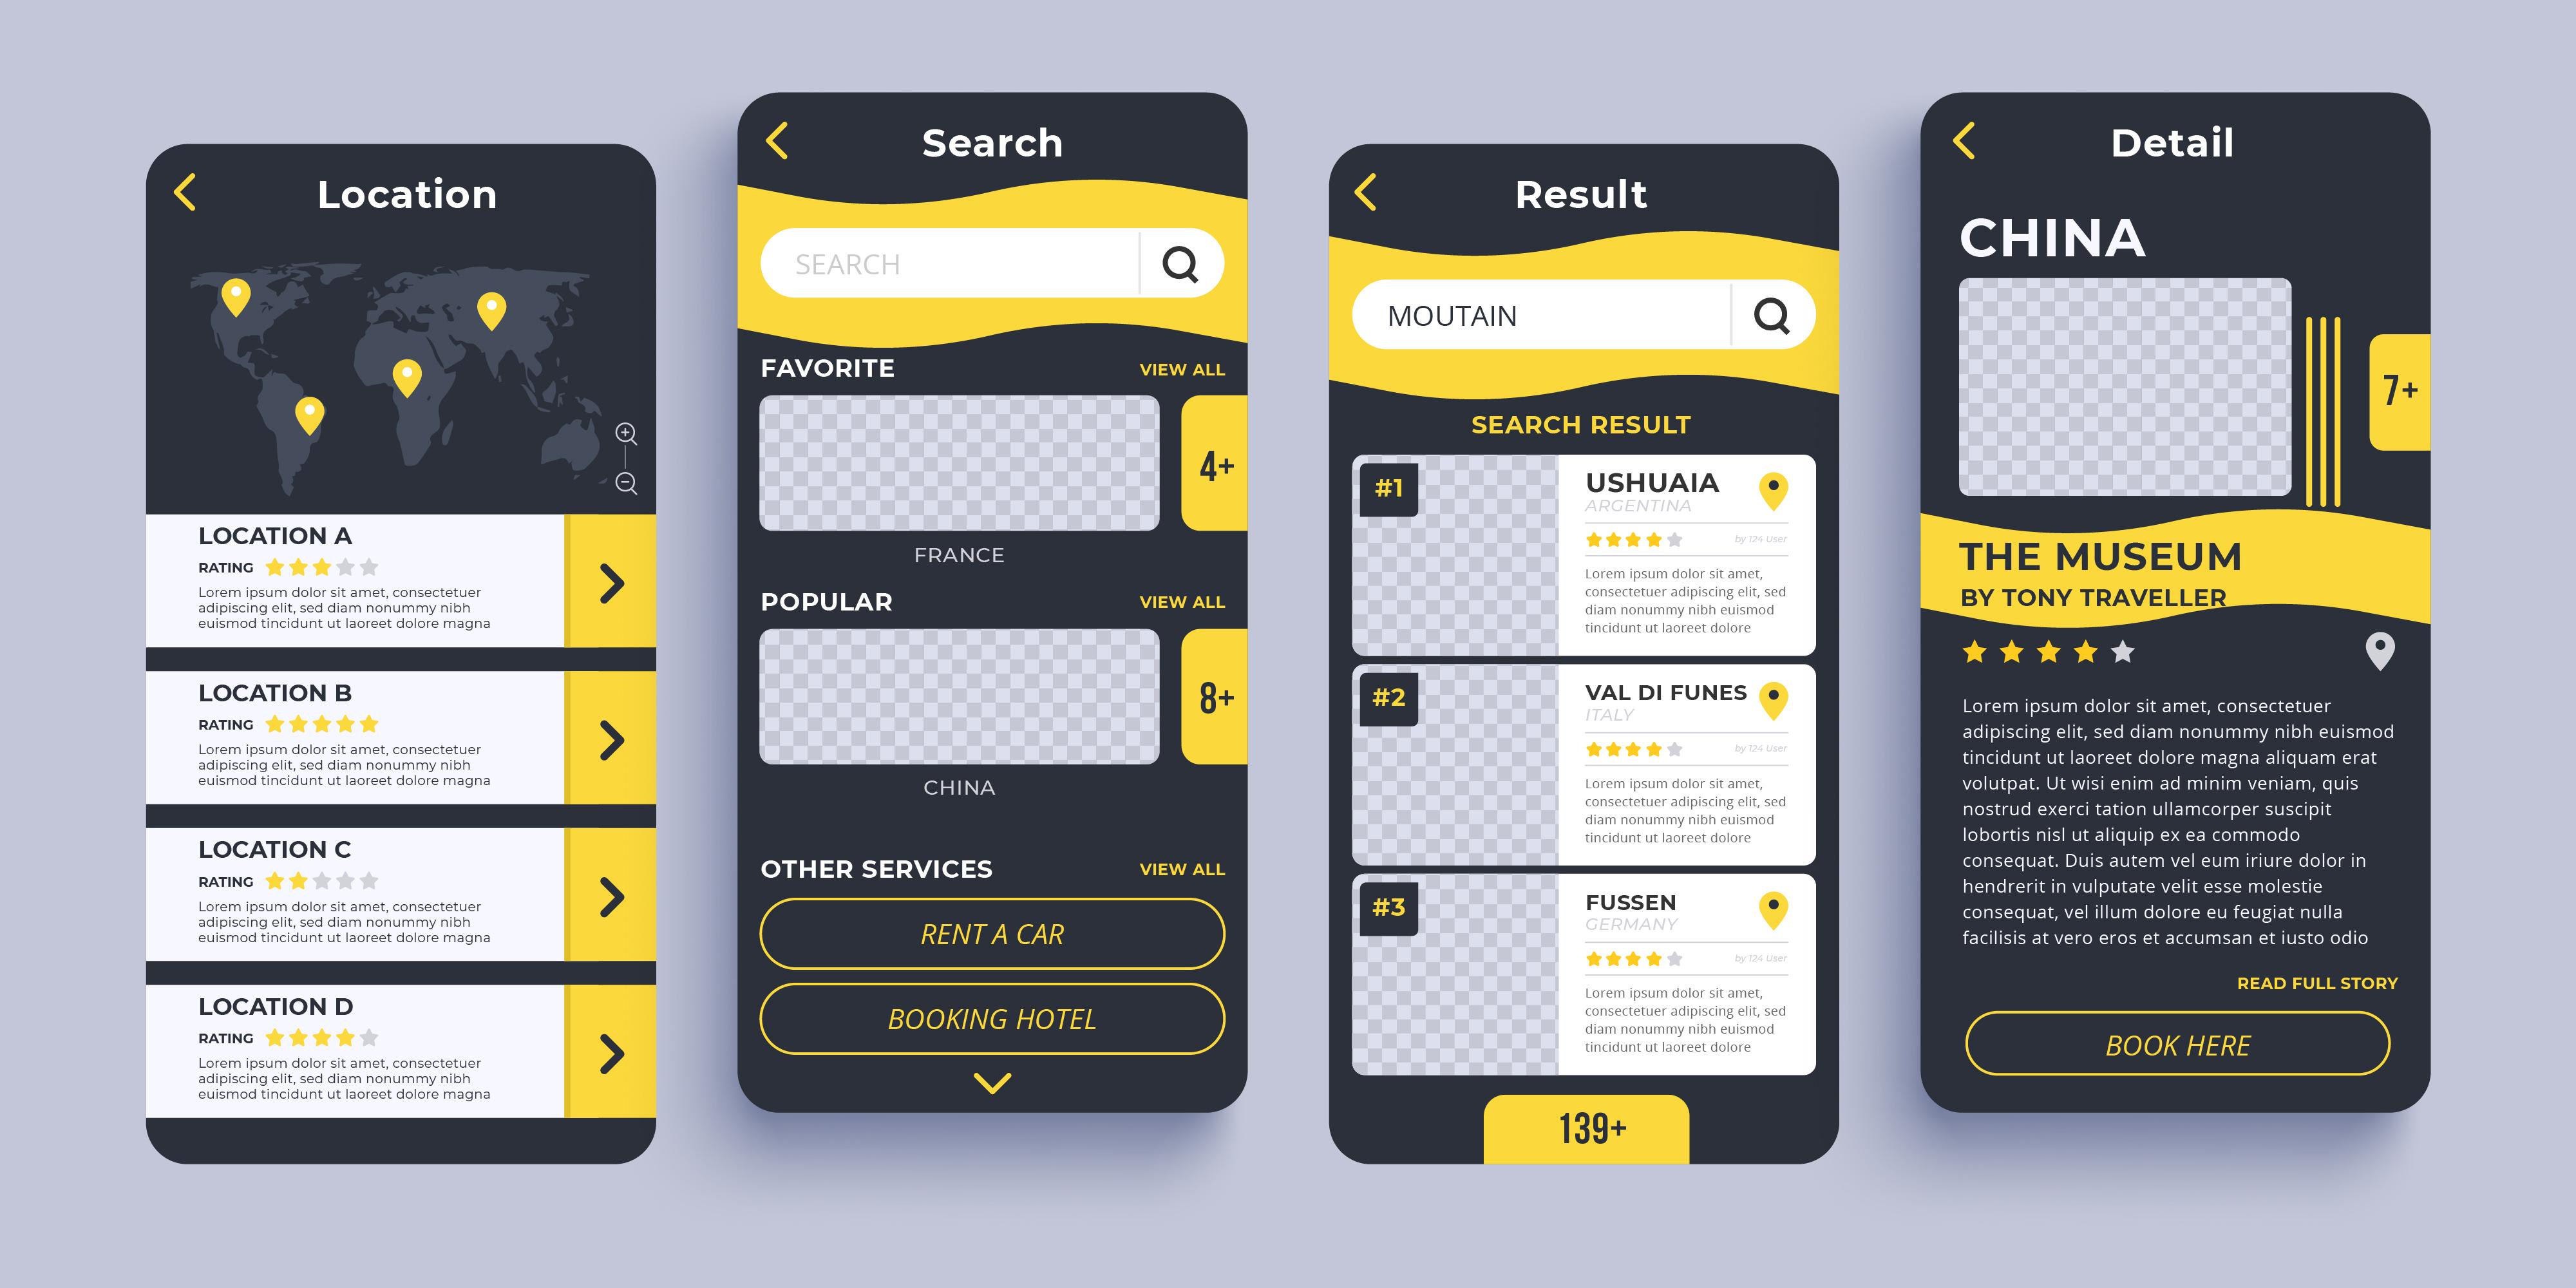 Location
LOCATION A
RATING
Lorem ipsum dolor sit amet, consectetuer
adipiscing elit, sed diam nonummy nibh
euismod tincidunt ut laoreet dolore magna
LOCATION B
RATING
Lorem ipsum dolor sit amet, consectetuer
adipiscing elit, sed diam nonummy nibh
euismod tincidunt ut laoreet dolore magna
LOCATION C
RATING
Lorem ipsum dolor sit amet, consectetuer
adipiscing elit, sed diam nonummy nibh
euismod tincidunt ut laoreet dolore magna
LOCATION D
RATING
Lorem ipsum dolor sit amet, consectetuer
adipiscing elit, sed diam nonummy nibh
euismod tincidunt ut laoreet dolore magna
Search
SEARCH
FAVORITE VIEW ALL
4+
FRANCE
POPULAR VIEW ALL
8+
CHINA
OTHER SERVICES VIEW ALL
RENT A CAR
BOOKING HOTEL
Result
MOUTAIN
SEARCH RESULT
#1
USHUAIA
ARGENTINA
by 124 User
Lorem ipsum dolor sit amet,
consectetuer adipiscing elit, sed
diam nonummy nibh euismod
tincidunt ut laoreet dolore
#2
VAL DI FUNES
ITALY
by 124 User
Lorem ipsum dolor sit amet,
consectetuer adipiscing elit, sed
diam nonummy nibh euismod
tincidunt ut laoreet dolore
#3
FUSSEN
GERMANY
by 124 User
Lorem ipsum dolor sit amet,
consectetuer adipiscing elit, sed
diam nonummy nibh euismod
tincidunt ut laoreet dolore
139+
Detail
CHINA
7+
THE MUSEUM
BY TONY TRAVELLER
Lorem ipsum dolor sit amet, consectetuer
adipiscing elit, sed diam nonummy nibh euismod
tincidunt ut laoreet dolore magna aliquam erat
volutpat. Ut wisi enim ad minim veniam, quis
nostrud exerci tation ullamcorper suscipit
lobortis nisl ut aliquip ex ea commodo
consequat. Duis autem vel eum iriure dolor in
hendrerit in vulputate velit esse molestie
consequat, vel illum dolore eu feugiat nulla
facilisis at vero eros et accumsan et iusto odio
READ FULL STORY
BOOK HERE